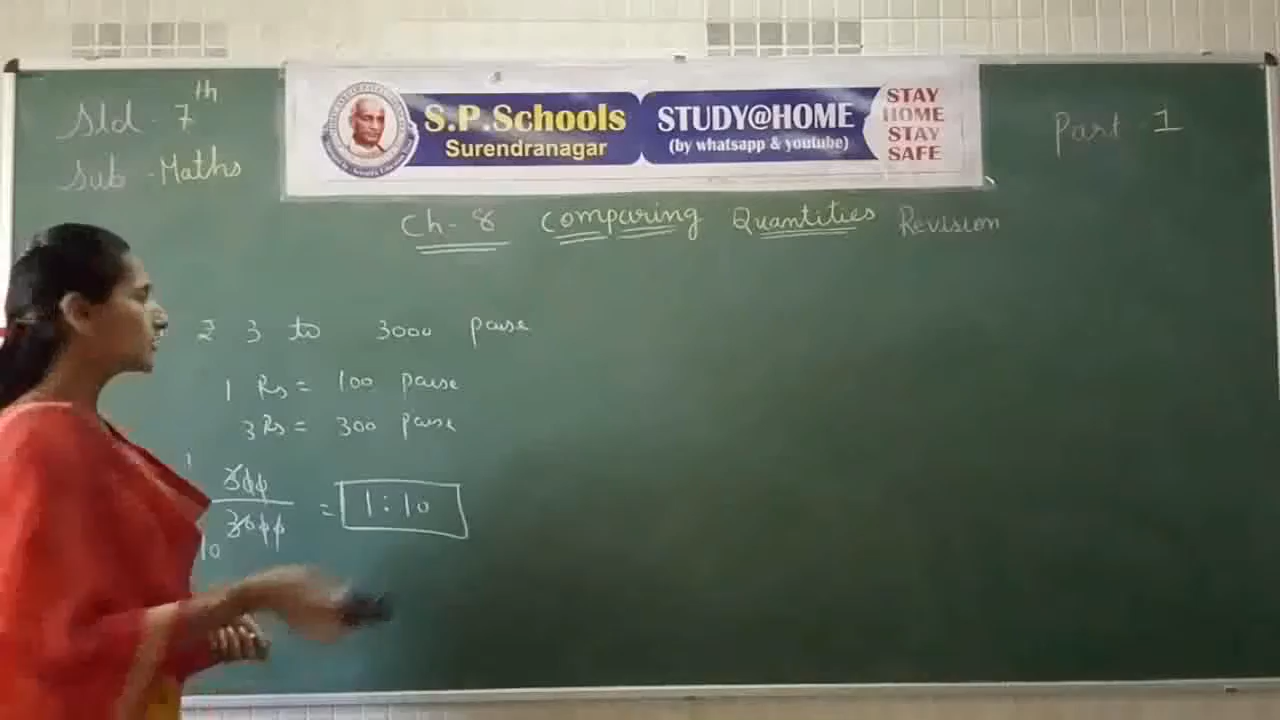 Std - 7th
Sub - Maths
S.P.Schools
Surendranagar
STUDY@HOME
(by whatsapp & youtube)
STAY
HOME
STAY
SAFE
Part - 1
Ch - 8 Comparing Quantities Revision
₹ 3 to 3000 paise
1 Rs = 100 paise
3 Rs = 300 paise
1
300
3000
10
= 1:10